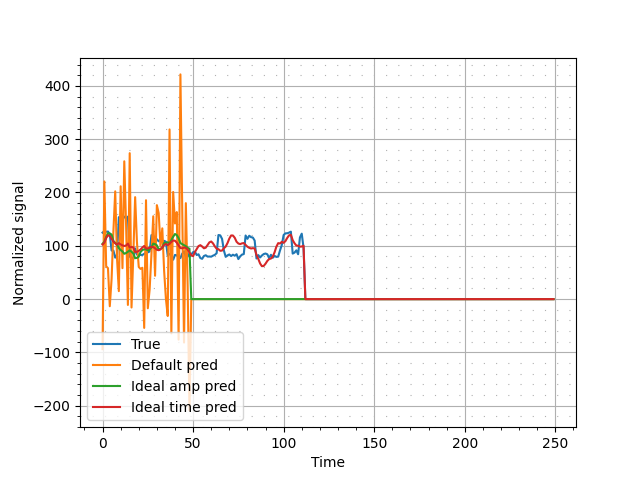 400
300
200
100
0
−100
−200
Normalized signal
True
Default pred
Ideal amp pred
Ideal time pred
0 50 100 150 200 250
Time